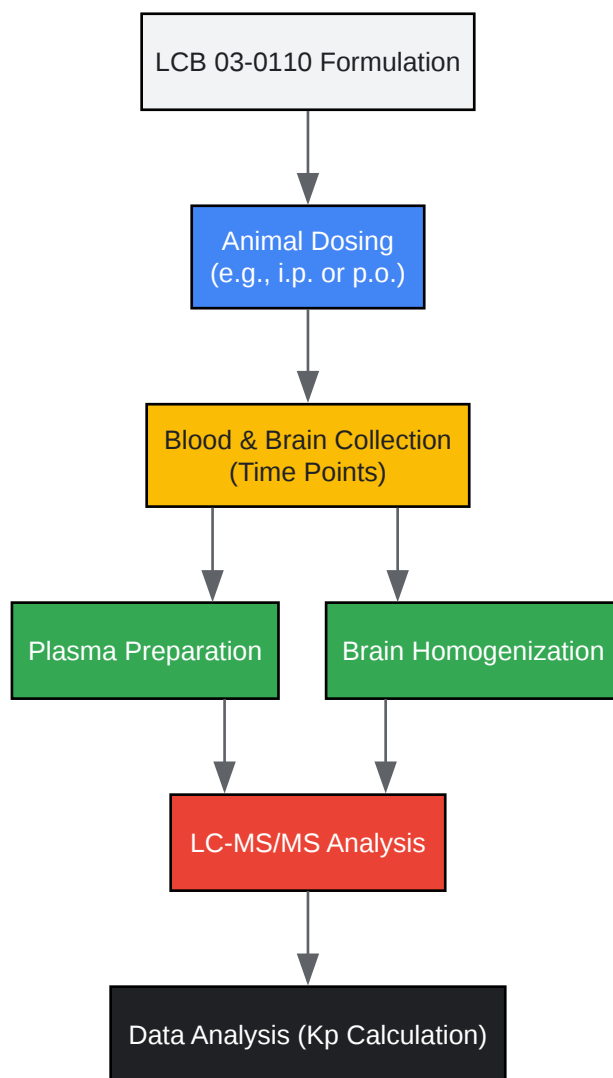 LCB 03-0110 Formulation
Animal Dosing
(e.g., i.p. or p.o.)
Blood & Brain Collection
(Time Points)
Plasma Preparation
Brain Homogenization
LC-MS/MS Analysis
Data Analysis (Kp Calculation)